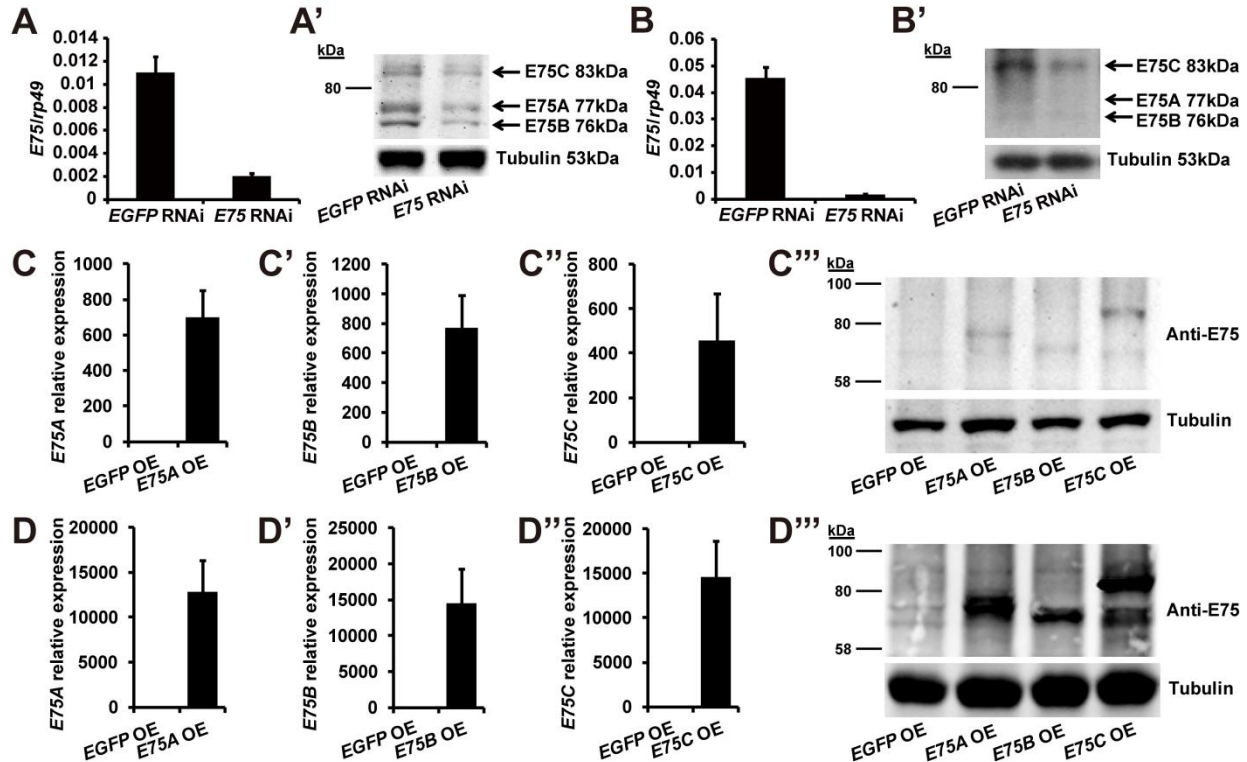 A
E75/rp49
0.014
0.012
0.01
0.008
0.006
0.004
0.002
0
EGFP RNAi
E75 RNAi
A’
kDa
80
E75C 83kDa
E75A 77kDa
E75B 76kDa
Tubulin 53kDa
EGFP RNAi
E75 RNAi
B
E75/rp49
0.06
0.05
0.04
0.03
0.02
0.01
0
EGFP RNAi
E75 RNAi
B’
kDa
80
E75C 83kDa
E75A 77kDa
E75B 76kDa
Tubulin 53kDa
EGFP RNAi
E75 RNAi
C
E75A relative expression
1000
800
600
400
200
0
EGFP OE
E75A OE
C’
E75B relative expression
1200
1000
800
600
400
200
0
EGFP OE
E75B OE
C’’
E75C relative expression
800
600
400
200
0
EGFP OE
E75C OE
C’’’
kDa
100
80
58
Anti-E75
Tubulin
EGFP OE
E75A OE
E75B OE
E75C OE
D
E75A relative expression
20000
15000
10000
5000
0
EGFP OE
E75A OE
D’
E75B relative expression
25000
20000
15000
10000
5000
0
EGFP OE
E75B OE
D’’
E75C relative expression
20000
15000
10000
5000
0
EGFP OE
E75C OE
D’’’
kDa
100
80
58
Anti-E75
Tubulin
EGFP OE
E75A OE
E75B OE
E75C OE